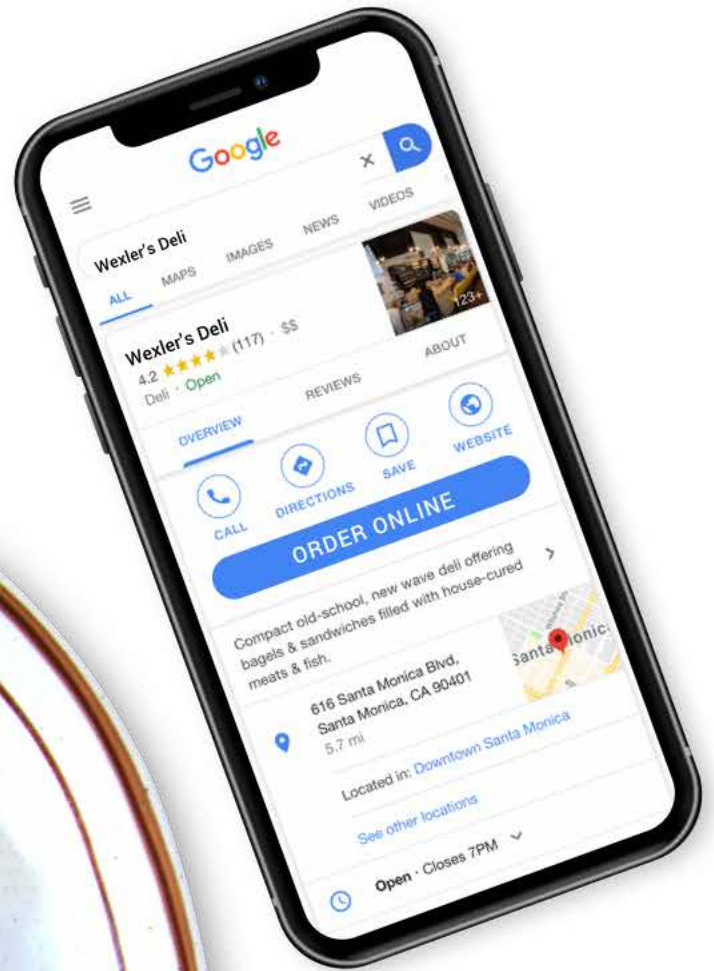 Google
Wexler's Deli
ALL MAPS IMAGES NEWS VIDEOS
Wexler's Deli
4.2 (117) · $$
Deli · Open
123+
OVERVIEW REVIEWS ABOUT
CALL DIRECTIONS SAVE WEBSITE
ORDER ONLINE
Compact old-school, new wave deli offering
bagels & sandwiches filled with house-cured
meats & fish.
616 Santa Monica Blvd,
Santa Monica, CA 90401
5.7 mi
Located in: Downtown Santa Monica
See other locations
Open · Closes 7PM